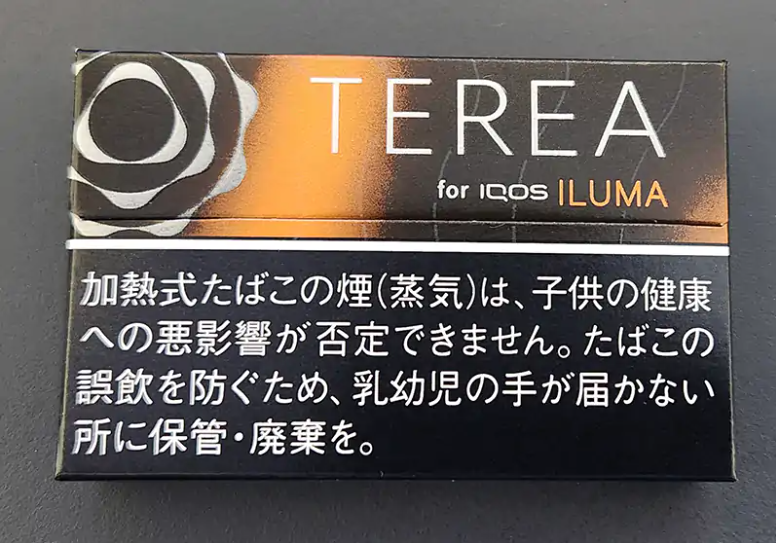 TEREA
for IQOS ILUMA
加熱式たばこの煙(蒸気)は、子供の健康
への悪影響が否定できません。たばこの
誤飲を防ぐため、乳幼児の手が届かない
所に保管・廃棄を。